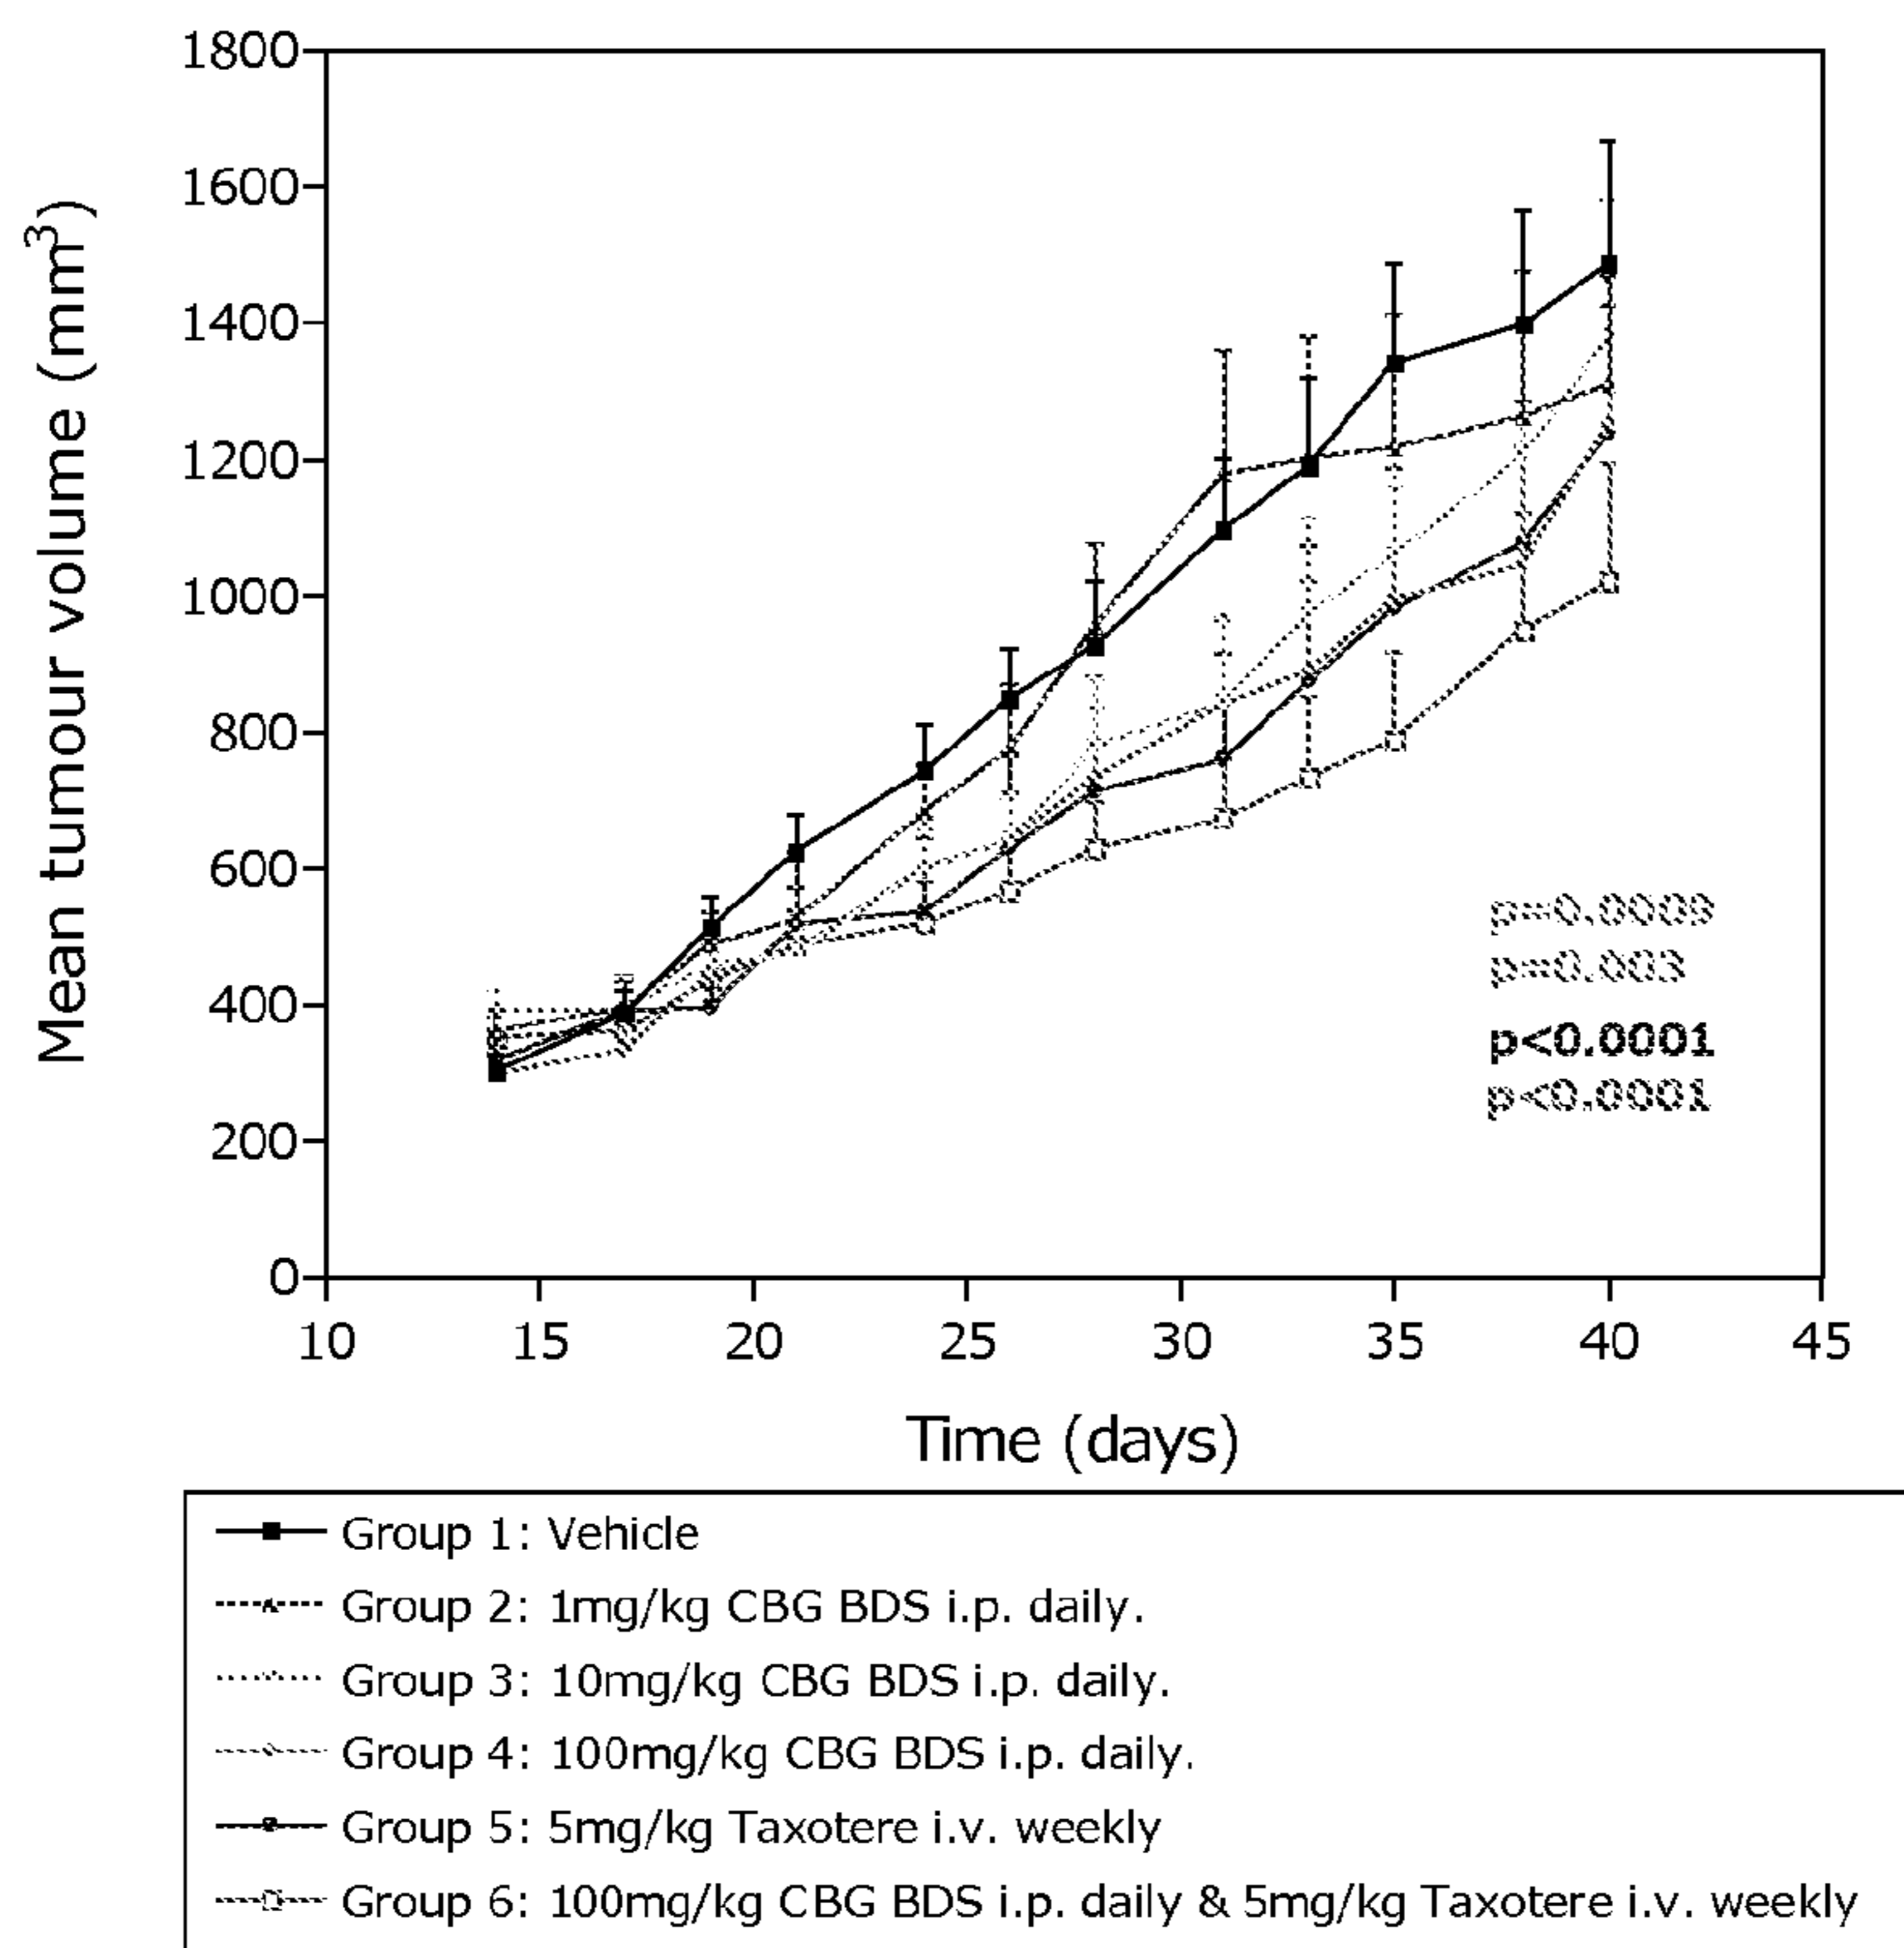 1800
1600
1400
1200
1000
800
600
400
200
0
Mean tumour volume (mm³)
p=0.003
p<0.0001
p<0.0001
10 15 20 25 30 35 40 45
Time (days)
Group 1: Vehicle
Group 2: 1mg/kg CBG BDS i.p. daily.
Group 3: 10mg/kg CBG BDS i.p. daily.
Group 4: 100mg/kg CBG BDS i.p. daily.
Group 5: 5mg/kg Taxotere i.v. weekly
Group 6: 100mg/kg CBG BDS i.p. daily & 5mg/kg Taxotere i.v. weekly